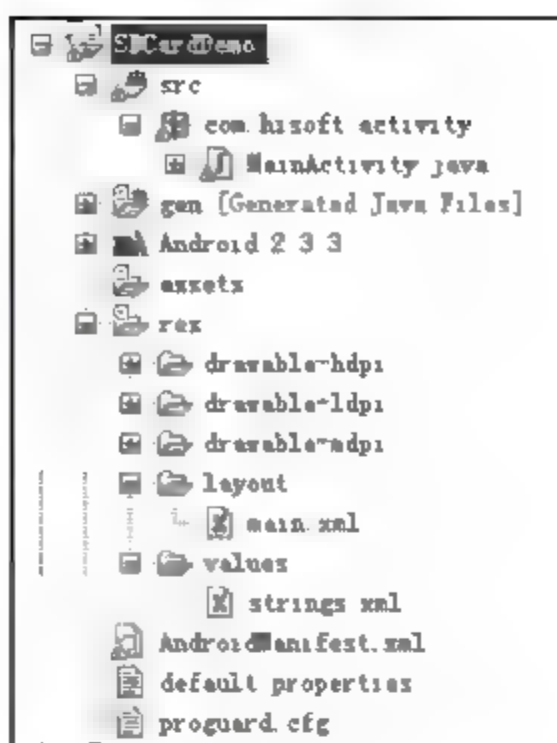 SDCardDemo
src
com.hisoft.activity
MainActivity.java
gen [Generated Java Files]
Android 2.3.3
assets
res
drawable-hdpi
drawable-ldpi
drawable-mdpi
layout
main.xml
values
strings.xml
AndroidManifest.xml
default.properties
proguard.cfg